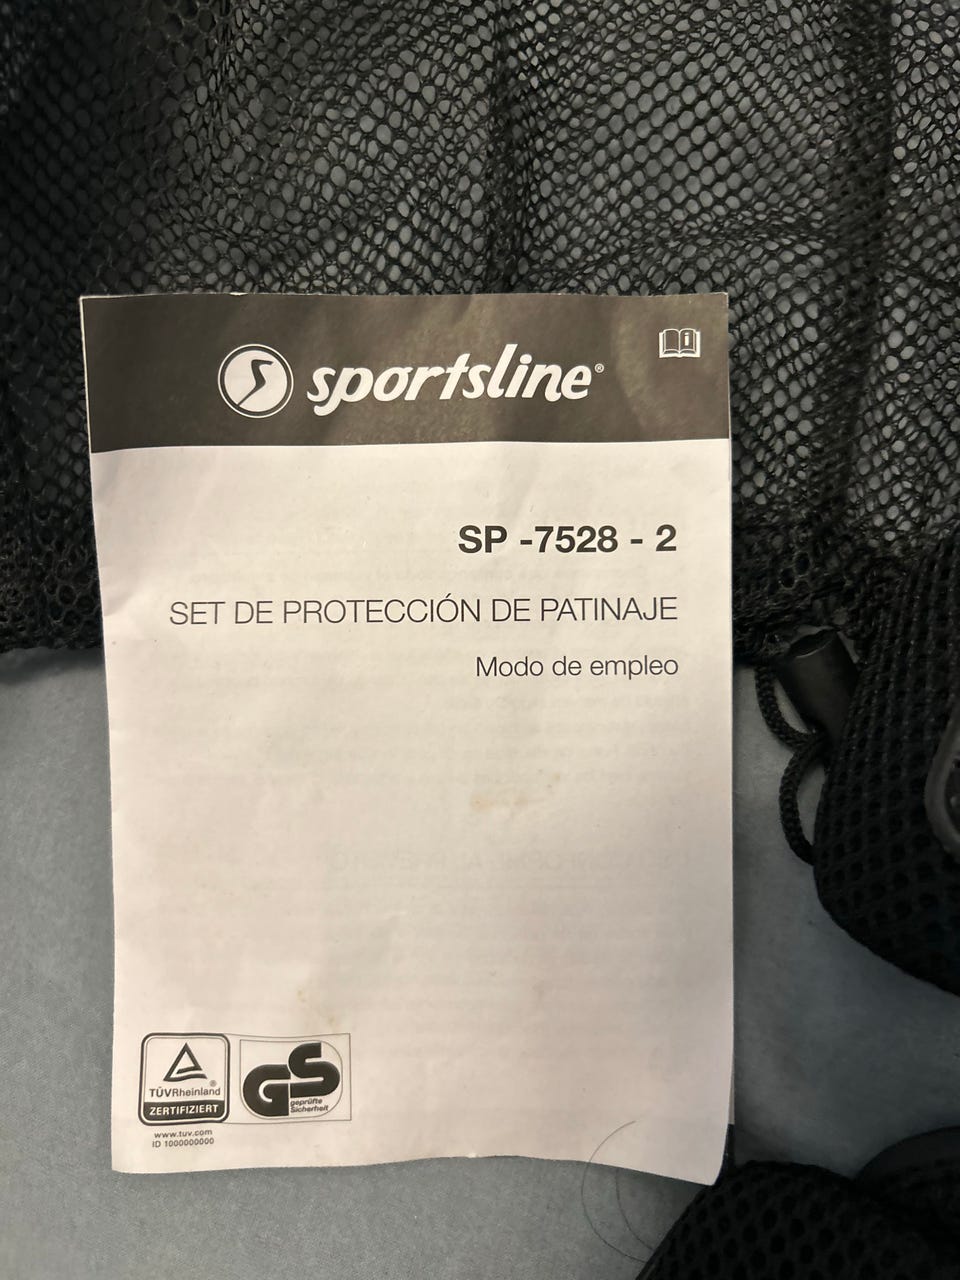 sportsline®
SP -7528 - 2
SET DE PROTECCIÓN DE PATINAJE
Modo de empleo
TÜVRheinland®
ZERTIFIZIERT
www.tuv.com
ID 1000000000
GS
geprüfte
Sicherheit